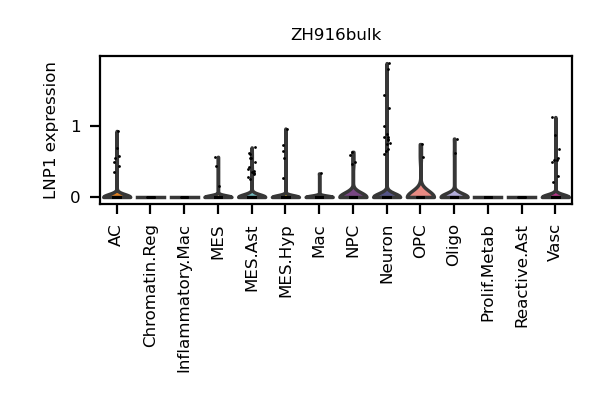 ZH916bulk
LNP1 expression
1
0
AC
Chromatin.Reg
Inflammatory.Mac
MES
MES.Ast
MES.Hyp
Mac
NPC
Neuron
OPC
Oligo
Prolif.Metab
Reactive.Ast
Vasc